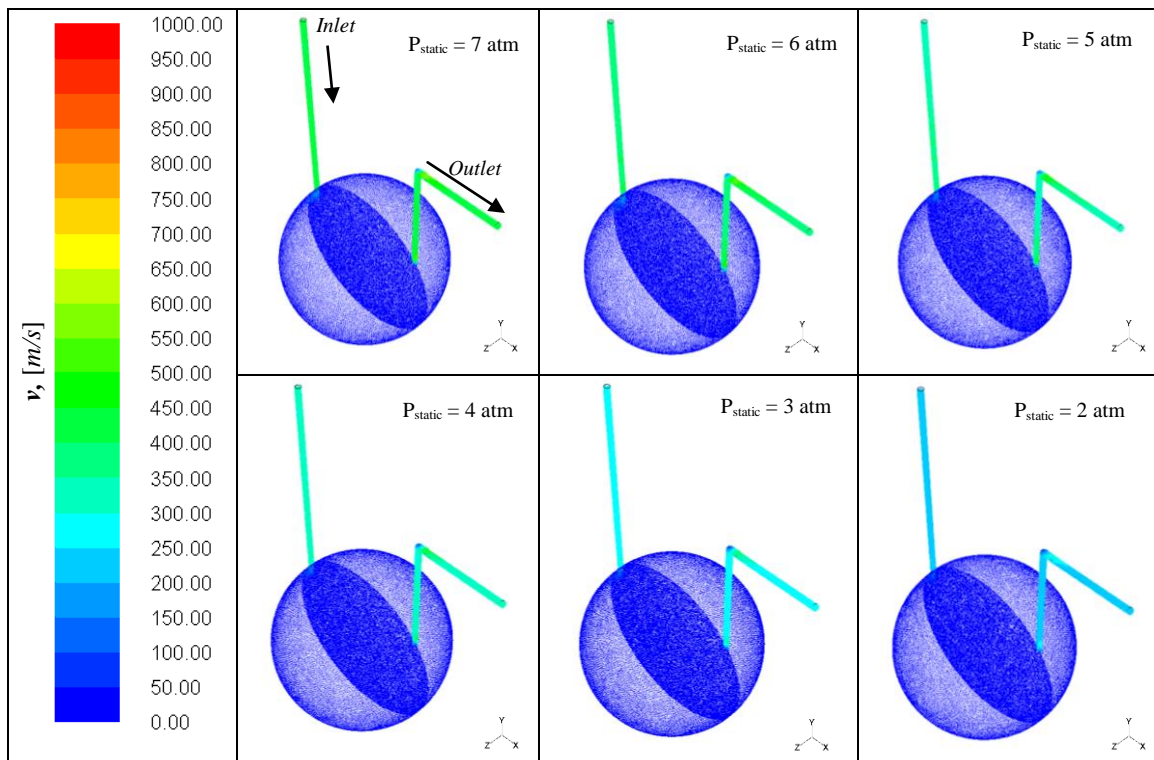 v, [m/s]
1000.00
950.00
900.00
850.00
800.00
750.00
700.00
650.00
600.00
550.00
500.00
450.00
400.00
350.00
300.00
250.00
200.00
150.00
100.00
50.00
0.00
Inlet
Outlet
Pstatic = 7 atm
Y
Z X
Pstatic = 6 atm
Y
Z X
Pstatic = 5 atm
Y
Z X
Pstatic = 4 atm
Y
Z X
Pstatic = 3 atm
Y
Z X
Pstatic = 2 atm
Y
Z X